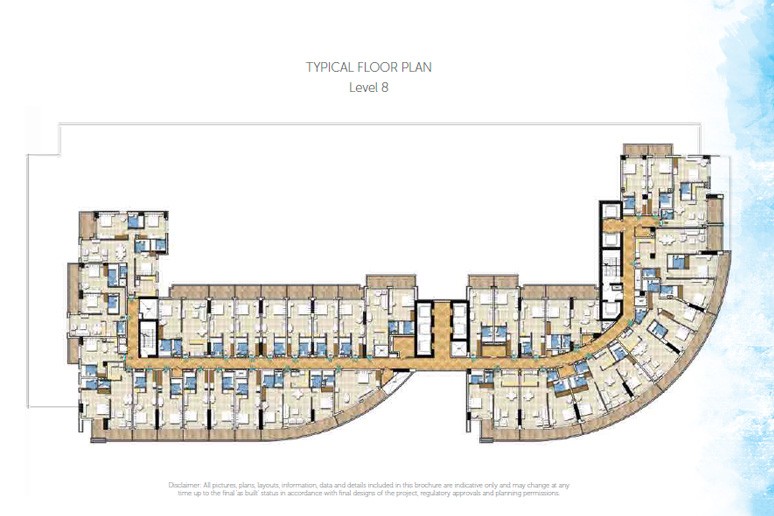 TYPICAL FLOOR PLAN
Level 8
Disclaimer: All pictures, plans, layouts, information, data and details included in this brochure are indicative only and may change at any
time up to the final 'as built' status in accordance with final designs of the project, regulatory approvals and planning permissions.